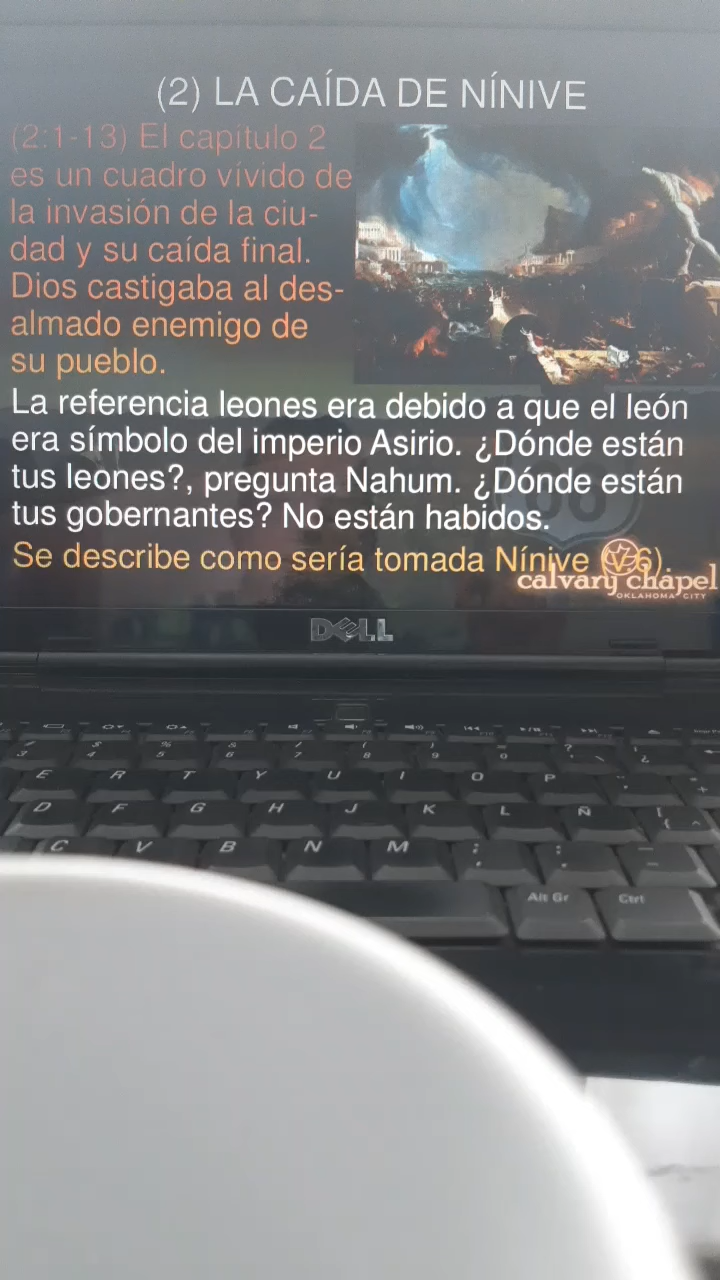 (2) LA CAÍDA DE NÍNIVE
(2:1-13) El capítulo 2
es un cuadro vívido de
la invasión de la ciu-
dad y su caída final.
Dios castigaba al des-
almado enemigo de
su pueblo.
La referencia leones era debido a que el león
era símbolo del imperio Asirio. ¿Dónde están
tus leones?, pregunta Nahum. ¿Dónde están
tus gobernantes? No están habidos.
Se describe como sería tomada Nínive (v.6).
calvary chapel
OKLAHOMA CITY
DELL
E R T Y U I O P
D F G H J K L Ñ
C V B N M
Alt Gr Ctrl